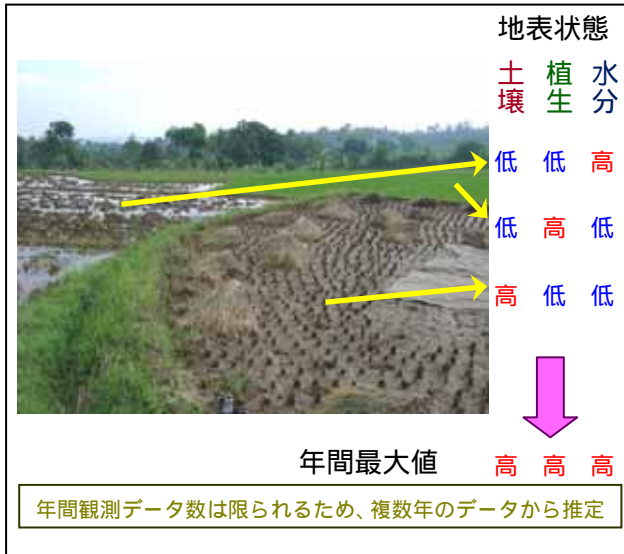 地表状態
土壌 植生 水分
低 低 高
低 高 低
高 低 低
年間最大値 高 高 高
年間観測データ数は限られるため、複数年のデータから推定